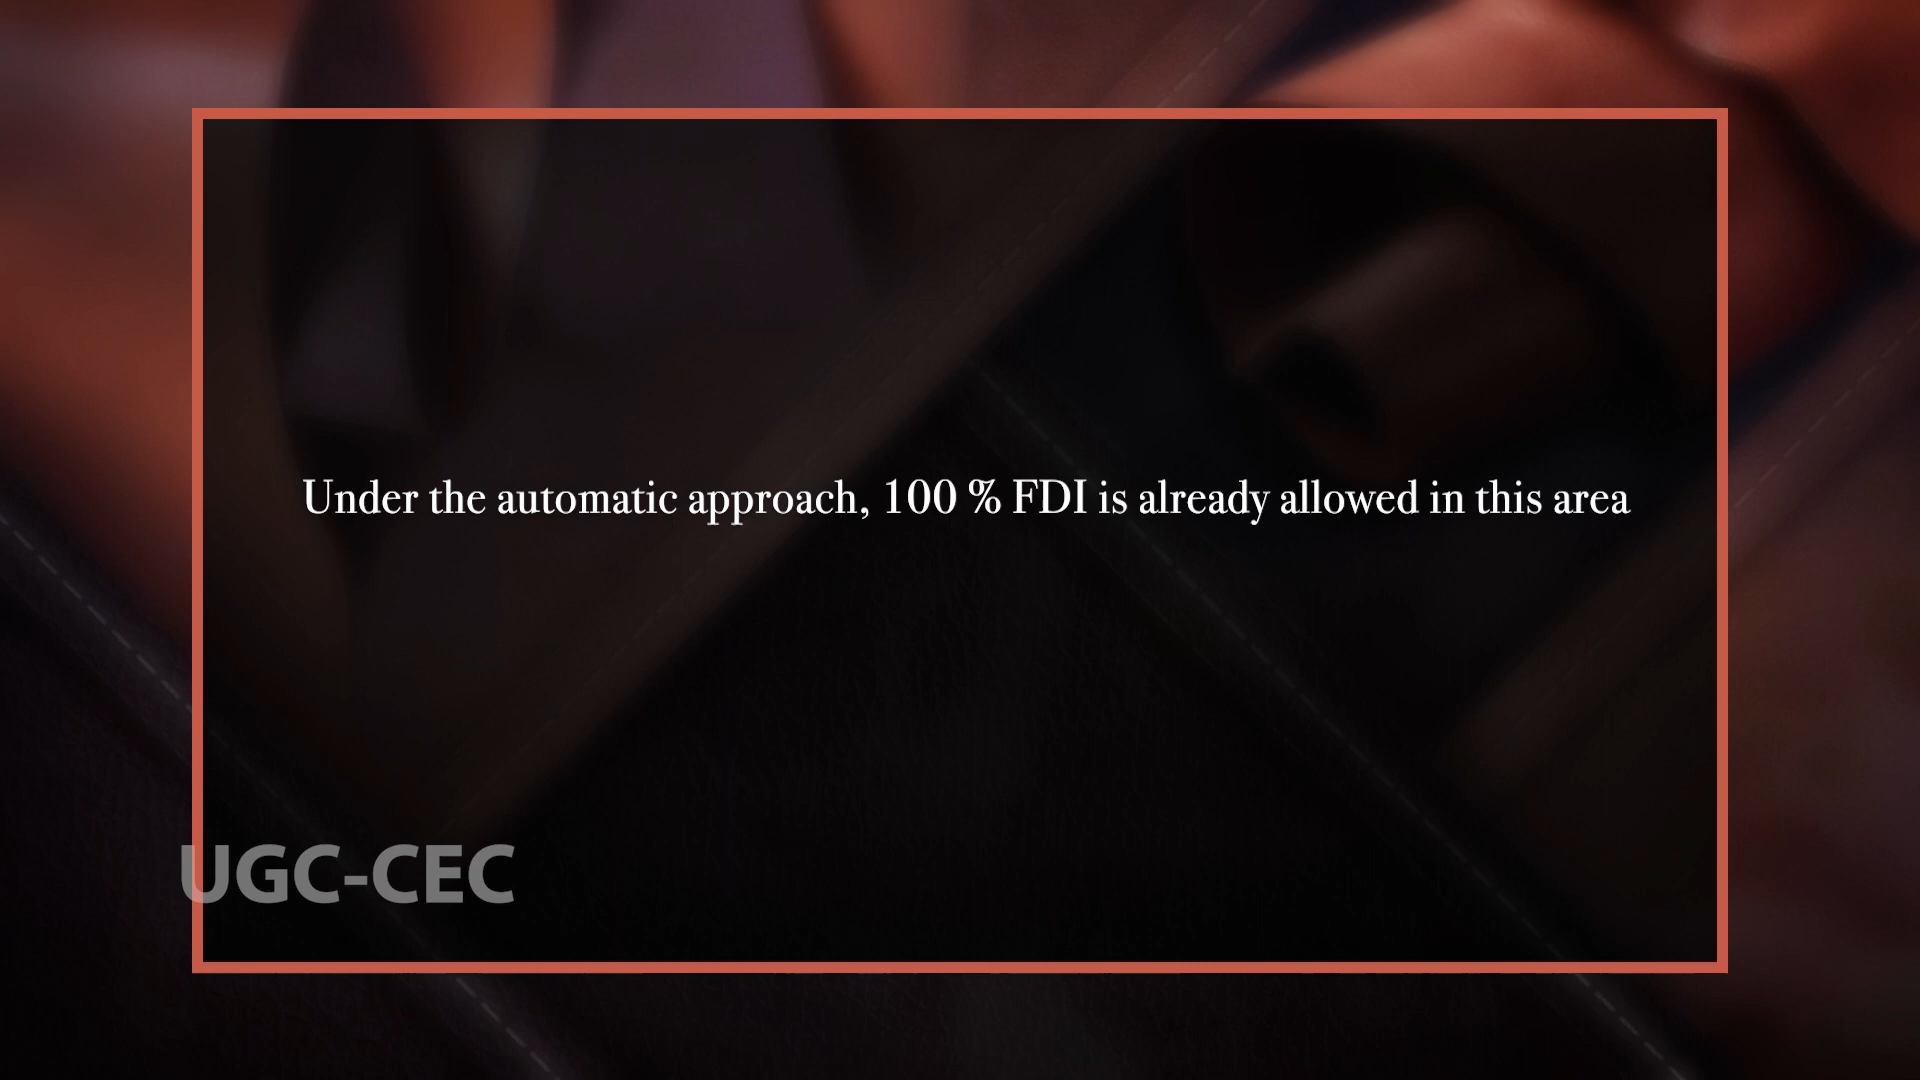 Under the automatic approach, 100 % FDI is already allowed in this area
UGC-CEC